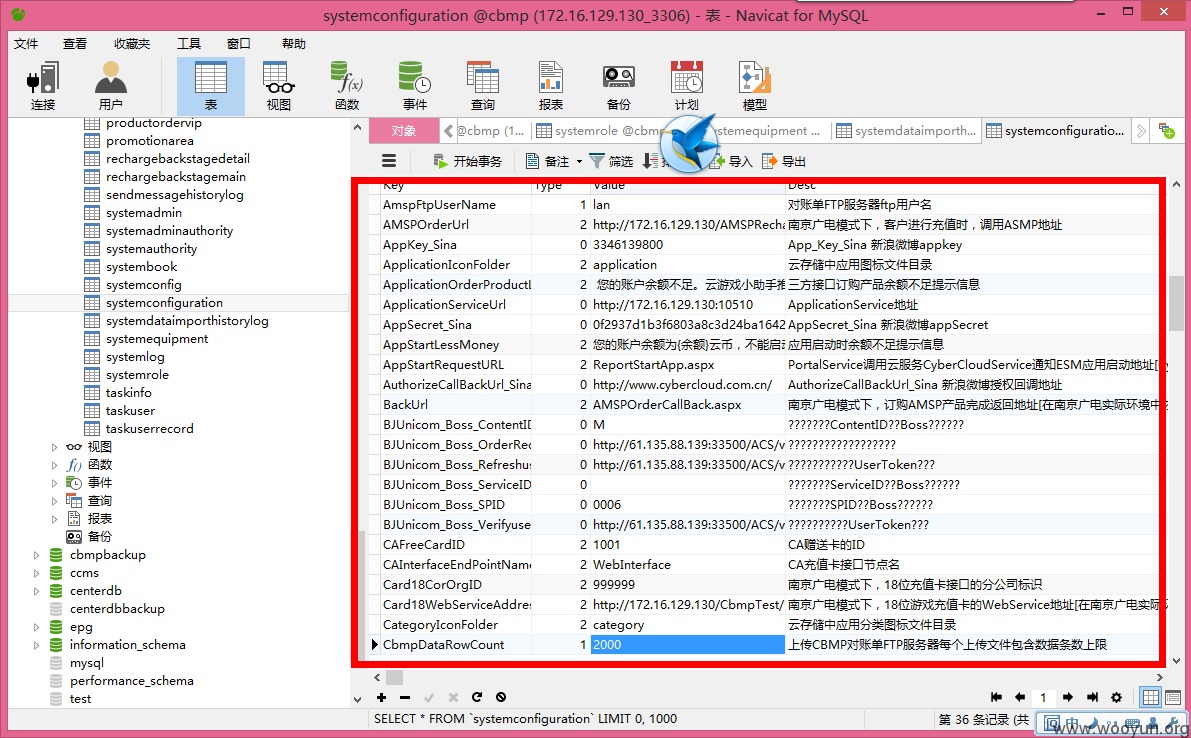 systemconfiguration @cbmp (172.16.129.130_3306) - 表 - Navicat for MySQL
文件 查看 收藏夹 工具 窗口 帮助
连接 用户 表 视图 函数 事件 查询 报表 备份 计划 模型
对象 @cbmp (1... systemrole @cbm stemequipment ... systemdataimporth... systemconfiguratio...
开始事务 备注 筛选 导入 导出
productordervip
promotionarea
rechargebackstagedetail
rechargebackstagemain
sendmessagehistorylog
systemadmin
systemadminauthority
systemauthority
systembook
systemconfig
systemconfiguration
systemdataimporthistorylog
systemequipment
systemlog
systemrole
taskinfo
taskuser
taskuserrecord
视图
函数
事件
查询
报表
备份
cbmpbackup
ccms
centerdb
centerdbbackup
epg
information_schema
mysql
performance_schema
test
Key Type Value Desc
AmspFtpUserName 1 lan 对账单FTP服务器ftp用户名
AMSPOrderUrl 2 http://172.16.129.130/AMSPRecha 南京广电模式下，客户进行充值时，调用ASMP地址
AppKey_Sina 0 3346139800 App_Key_Sina 新浪微博appkey
ApplicationIconFolder 2 application 云存储中应用图标文件目录
ApplicationOrderProductL 2 您的账户余额不足。云游戏小助手 三方接口订购产品余额不足提示信息
ApplicationServiceUrl 0 http://172.16.129.130:10510 ApplicationService地址
AppSecret_Sina 0 0f2937d1b3f6803a8c3d24ba1642 AppSecret_Sina 新浪微博appSecret
AppStartLessMoney 2 您的账户余额为{余额}云币，不能启动 应用启动时余额不足提示信息
AppStartRequestURL 2 ReportStartApp.aspx PortalService调用云服务CyberCloudService通知ESM应用启动地址[
AuthorizeCallBackUrl_Sina 0 http://www.cybercloud.com.cn/ AuthorizeCallBackUrl_Sina 新浪微博授权回调地址
BackUrl 2 AMSPOrderCallBack.aspx 南京广电模式下，订购AMSP产品完成返回地址[在南京广电实际环境中
BJUnicom_Boss_ContentID 0 M ???????ContentID??Boss??????
BJUnicom_Boss_OrderRec 0 http://61.135.88.139:33500/ACS/v ??????????????????
BJUnicom_Boss_Refreshus 0 http://61.135.88.139:33500/ACS/v ???????????UserToken???
BJUnicom_Boss_ServiceID 0 ???????ServiceID??Boss??????
BJUnicom_Boss_SPID 0 0006 ???????SPID??Boss??????
BJUnicom_Boss_Verifyuse 0 http://61.135.88.139:33500/ACS/v ??????????UserToken???
CAFreeCardID 2 1001 CA赠送卡的ID
CAInterfaceEndPointName 2 WebInterface CA充值卡接口节点名
Card18CorOrgID 2 999999 南京广电模式下，18位充值卡接口的分公司标识
Card18WebServiceAddres 2 http://172.16.129.130/CbmpTest/ 南京广电模式下，18位游戏充值卡的WebService地址[在南京广电实际
CategoryIconFolder 2 category 云存储中应用分类图标文件目录
CbmpDataRowCount 1 2000 上传CBMP对账单FTP服务器每个上传文件包含数据条数上限
1
SELECT * FROM `systemconfiguration` LIMIT 0, 1000 第 36 条记录 (共
中
www.wooyun.org